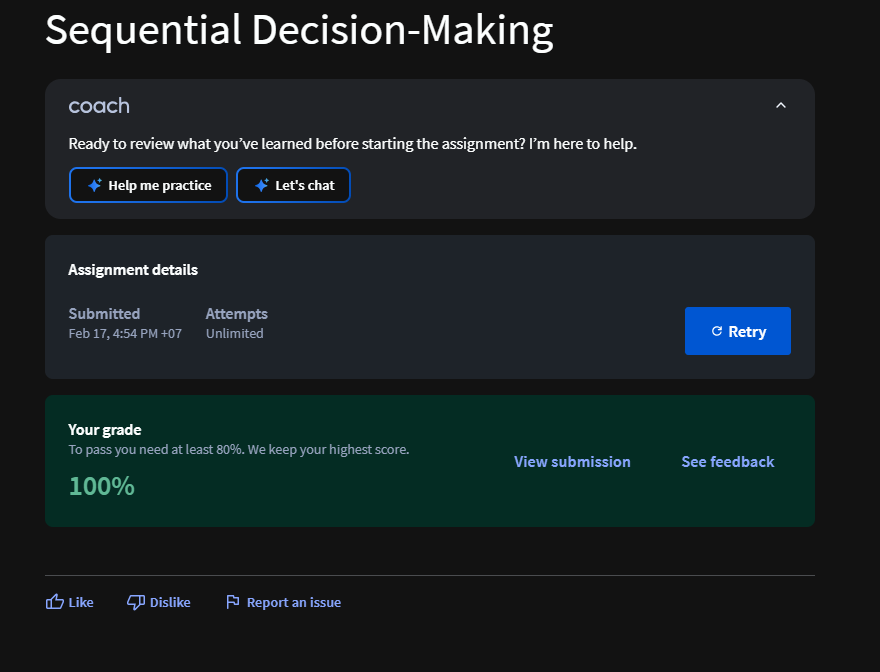 Sequential Decision-Making
coach
Ready to review what you’ve learned before starting the assignment? I’m here to help.
Help me practice
Let's chat
Assignment details
Submitted
Attempts
Feb 17, 4:54 PM +07
Unlimited
Retry
Your grade
To pass you need at least 80%. We keep your highest score.
100%
View submission
See feedback
Like
Dislike
Report an issue